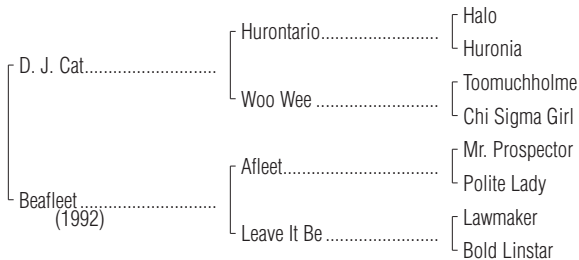 Halo
Hurontario
Huronia
D. J. Cat
Toomuchholme
Woo Wee
Chi Sigma Girl
Mr. Prospector
Afleet
Polite Lady
Beafleet
(1992)
Lawmaker
Leave It Be
Bold Linstar